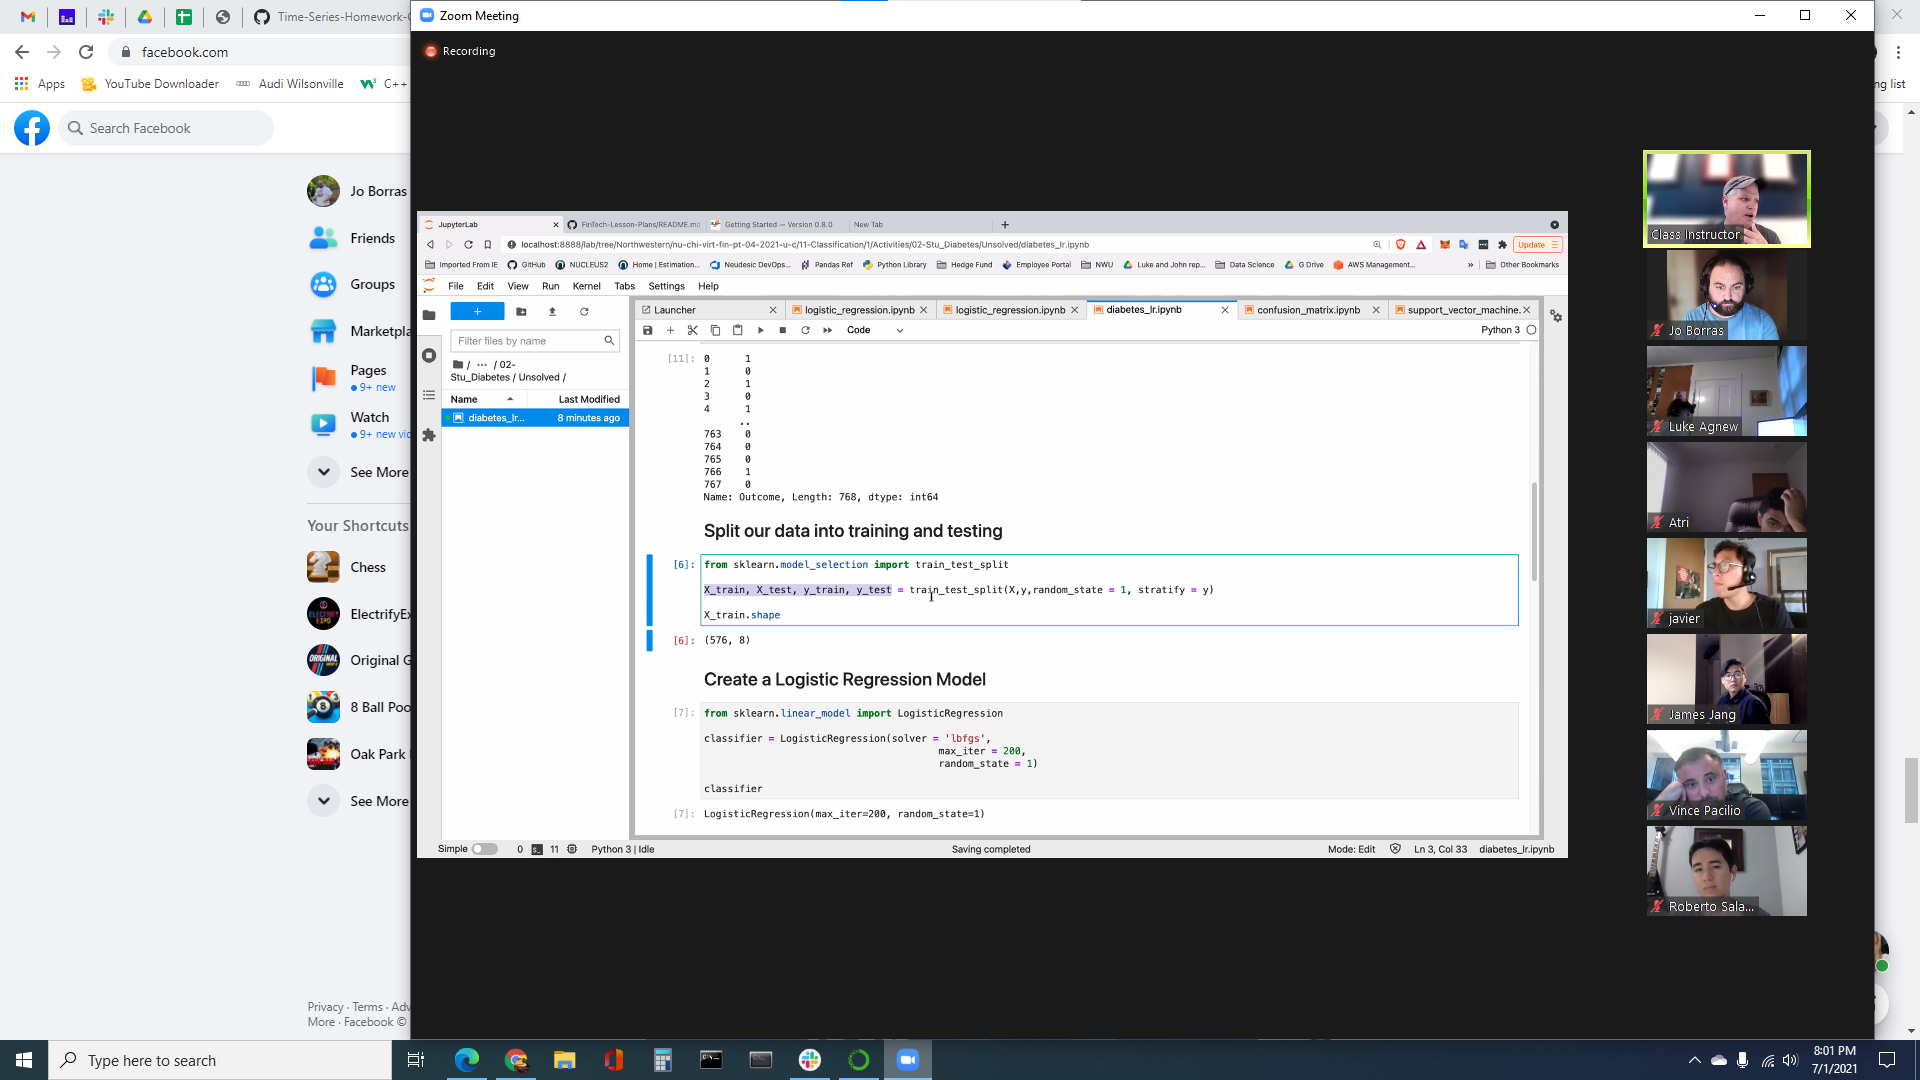 Time-Series-Homework-
Zoom Meeting
facebook.com
Recording
Apps
YouTube Downloader
Audi Wilsonville
C++
ng list
Search Facebook
Jo Borras
Friends
Groups
Marketpla
Pages
9+ new
Watch
9+ new vid
See More
Your Shortcuts
Chess
ElectrifyEx
Original G
8 Ball Poo
Oak Park
See More
Privacy · Terms · Adv
More · Facebook ©
JupyterLab
FinTech-Lesson-Plans/README.m
Getting Started — Version 0.8.0
New Tab
localhost:8888/lab/tree/Northwestern/nu-chi-virt-fin-pt-04-2021-u-c/11-Classification/1/Activities/02-Stu_Diabetes/Unsolved/diabetes_lr.ipynb
Update
Imported From IE
GitHub
NUCLEUS2
Home | Estimation...
Neudesic DevOps...
Pandas Ref
Python Library
Hedge Fund
Employee Portal
NWU
Luke and John rep...
Data Science
G Drive
AWS Management...
»
Other Bookmarks
File Edit View Run Kernel Tabs Settings Help
Filter files by name
/ ··· / 02-
Stu_Diabetes / Unsolved /
Name Last Modified
diabetes_lr... 8 minutes ago
Launcher
logistic_regression.ipynb
logistic_regression.ipynb
diabetes_lr.ipynb
confusion_matrix.ipynb
support_vector_machine.
Code
Python 3
[11]: 0 1
1 0
2 1
3 0
4 1
..
763 0
764 0
765 0
766 1
767 0
Name: Outcome, Length: 768, dtype: int64
Split our data into training and testing
[6]: from sklearn.model_selection import train_test_split
X_train, X_test, y_train, y_test = train_test_split(X,y,random_state = 1, stratify = y)
X_train.shape
[6]: (576, 8)
Create a Logistic Regression Model
[7]: from sklearn.linear_model import LogisticRegression
classifier = LogisticRegression(solver = 'lbfgs',
max_iter = 200,
random_state = 1)
classifier
[7]: LogisticRegression(max_iter=200, random_state=1)
Simple
0
11
Python 3 | Idle
Saving completed
Mode: Edit
Ln 3, Col 33
diabetes_lr.ipynb
Class Instructor
Jo Borras
Luke Agnew
Atri
javier
James Jang
Vince Pacilio
Roberto Sala...
Type here to search
8:01 PM
7/1/2021